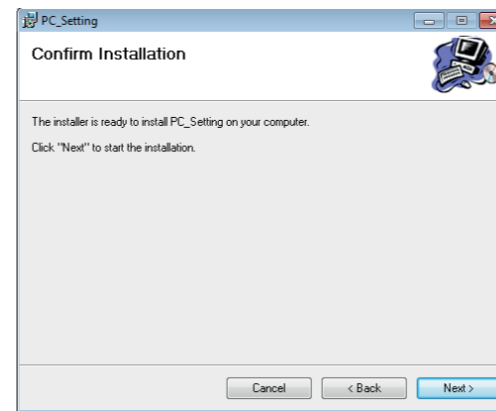 PC_Setting
Confirm Installation
The installer is ready to install PC_Setting on your computer.
Click "Next" to start the installation.
Cancel
< Back
Next >